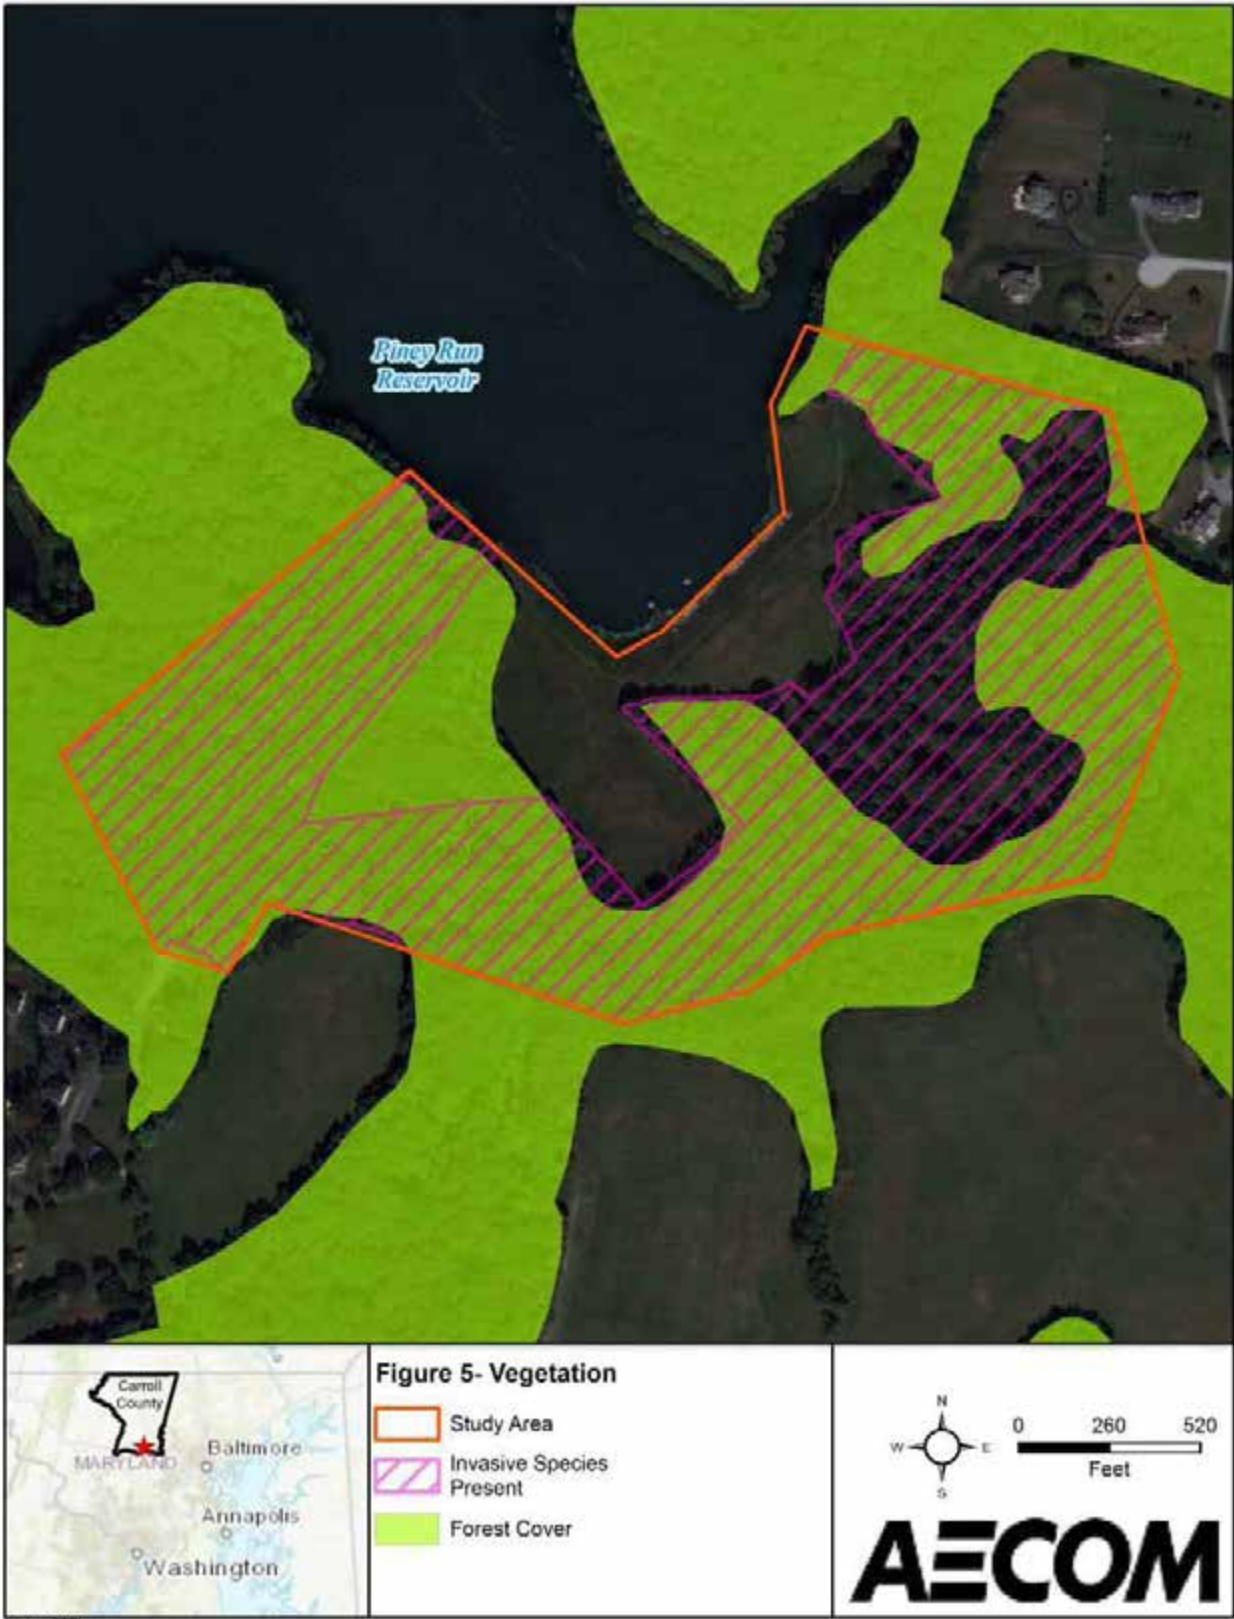 Piney Run
Reservoir
Carroll
County
MARYLAND
Baltimore
Annapolis
Washington
Figure 5- Vegetation
Study Area
Invasive Species
Present
Forest Cover
N
W E
S
0 260 520
Feet
AECOM